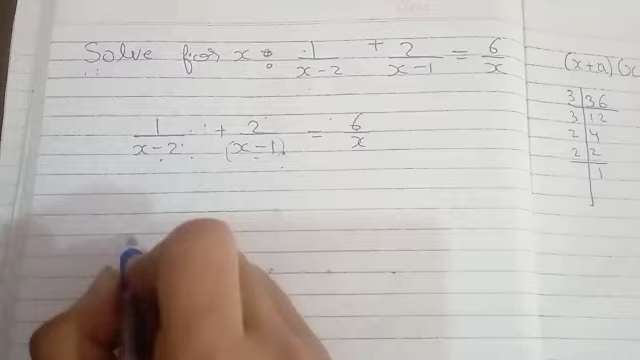 Solve for x : 1/(x-2) + 2/(x-1) = 6/x
1/(x-2) + 2/(x-1) = 6/x
(x+a)(x
3 | 36
3 | 12
2 | 4
2 | 2
| 1